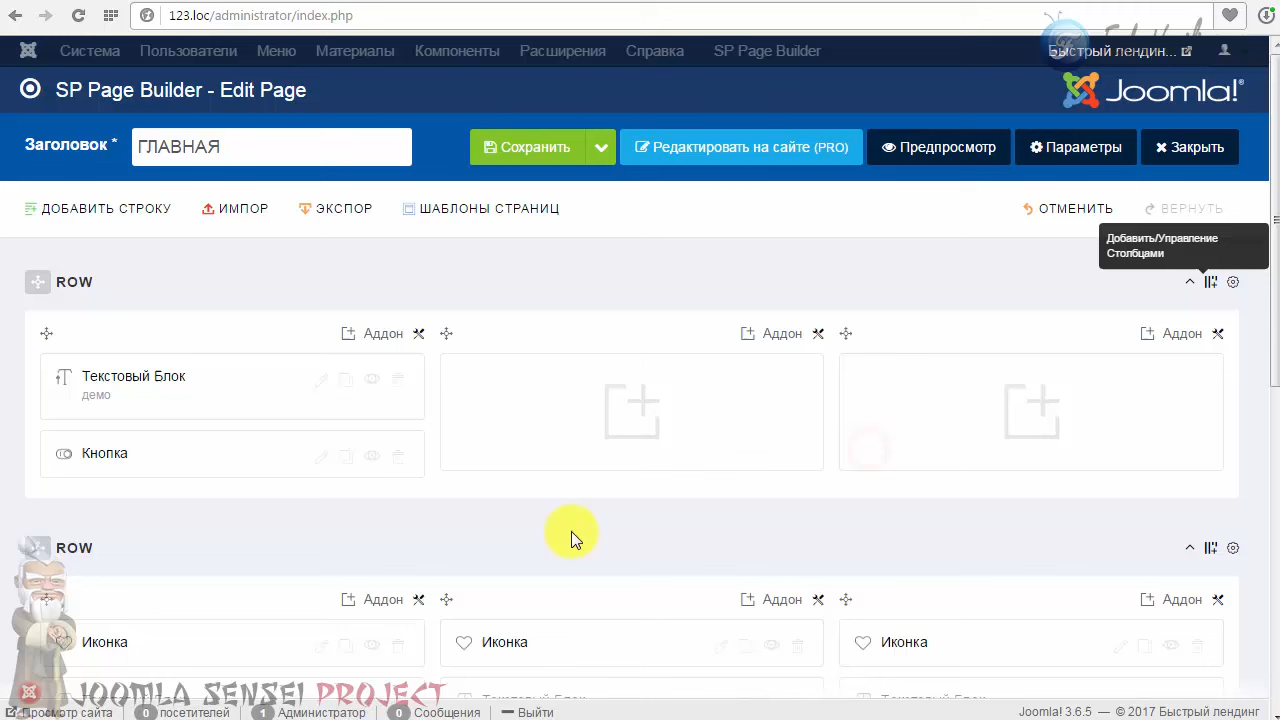 123.loc/administrator/index.php
Система Пользователи Меню Материалы Компоненты Расширения Справка SP Page Builder Быстрый лендин...
SP Page Builder - Edit Page
Joomla!®
Заголовок * ГЛАВНАЯ Сохранить Редактировать на сайте (PRO) Предпросмотр Параметры Закрыть
ДОБАВИТЬ СТРОКУ ИМПОР ЭКСПОР ШАБЛОНЫ СТРАНИЦ ОТМЕНИТЬ ВЕРНУТЬ
Добавить/Управление
Столбцами
ROW
Аддон Аддон Аддон
Текстовый Блок
демо
Кнопка
ROW
Аддон Аддон Аддон
Иконка Иконка Иконка
Текстовый Блок Текстовый Блок
JOOMLA SENSEI PROJECT
Просмотр сайта 0 посетителей 1 Администратор 0 Сообщения Выйти Joomla! 3.6.5 — © 2017 Быстрый лендинг